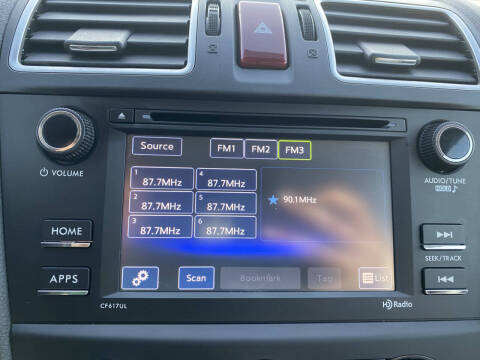 Source
FM1
FM2
FM3
1
87.7MHz
4
87.7MHz
2
87.7MHz
5
87.7MHz
3
87.7MHz
6
87.7MHz
90.1MHz
Scan
Bookmark
Tag
List
VOLUME
HOME
APPS
CF617UL
AUDIO/TUNE
SEEK/TRACK
HD Radio